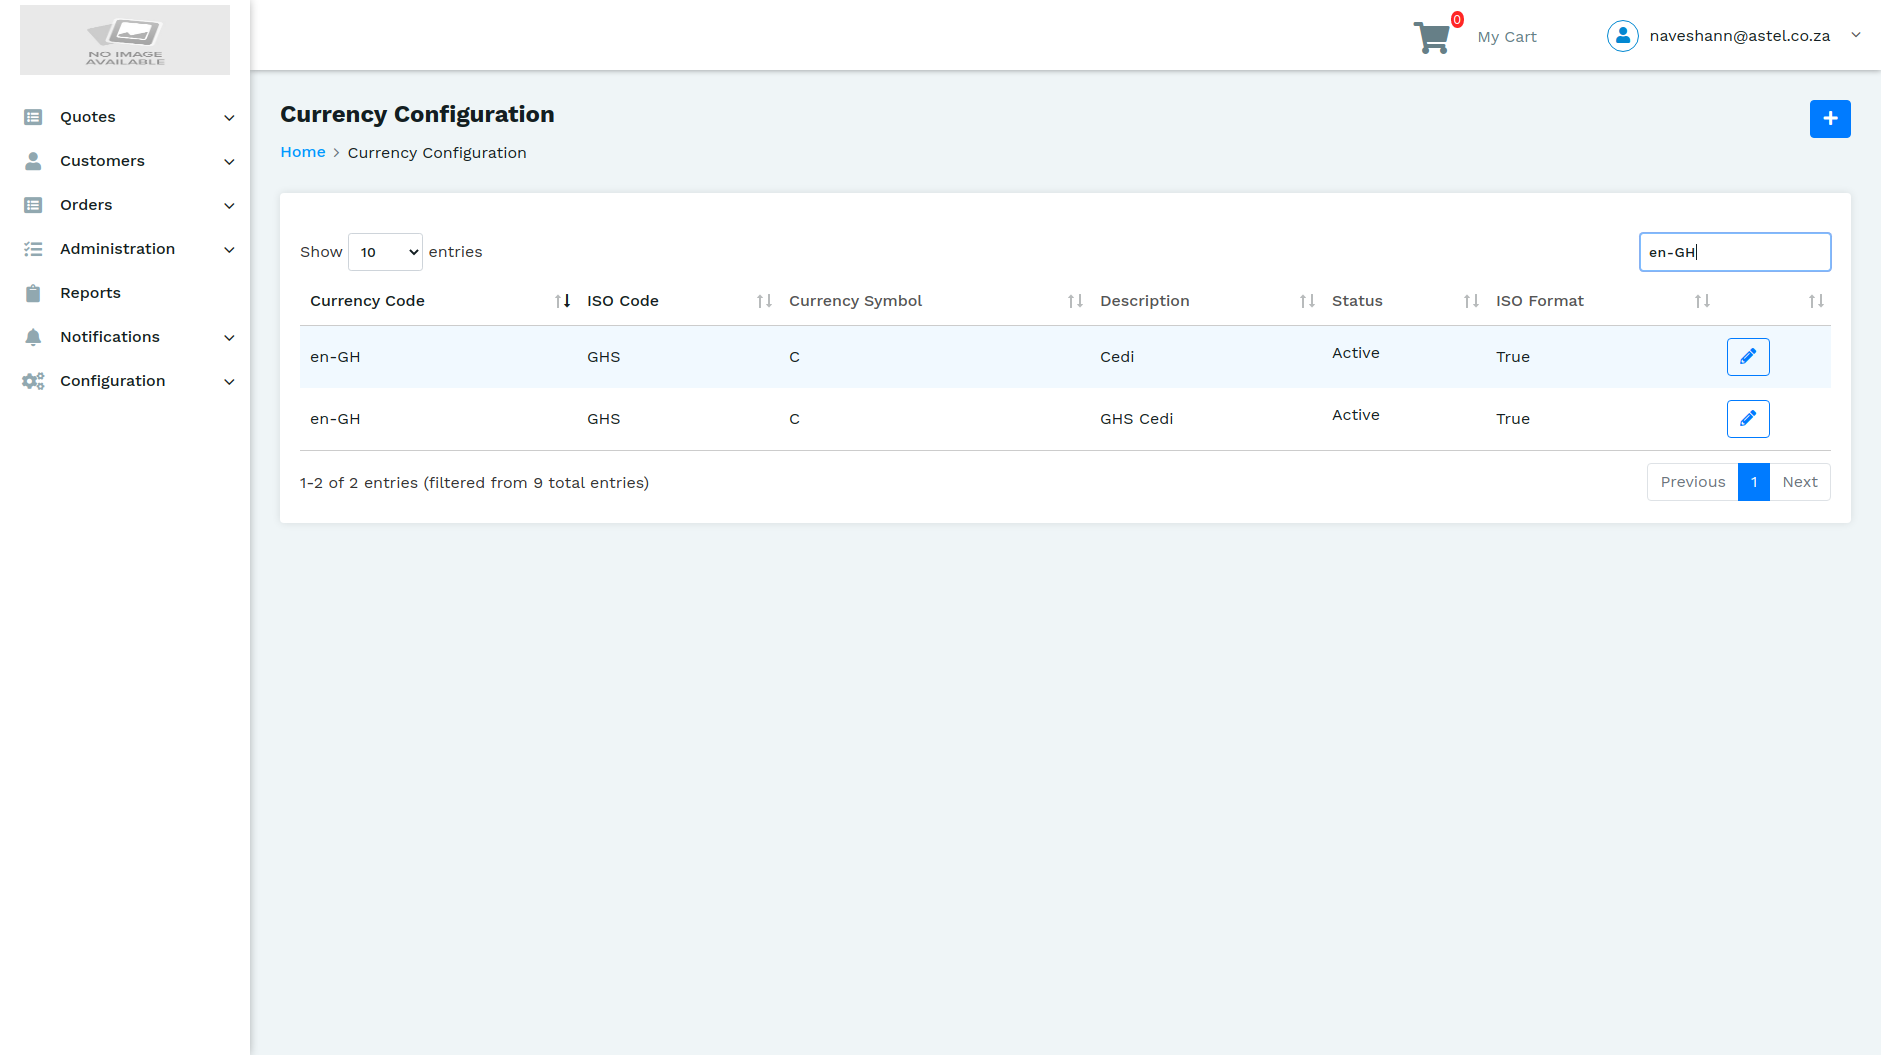 NO IMAGE
AVAILABLE
0
My Cart
naveshann@astel.co.za
Quotes
Customers
Orders
Administration
Reports
Notifications
Configuration
Currency Configuration
Home > Currency Configuration
Show 10 entries
en-GH
Currency Code ISO Code Currency Symbol Description Status ISO Format
en-GH GHS C Cedi Active True
en-GH GHS C GHS Cedi Active True
1-2 of 2 entries (filtered from 9 total entries)
Previous 1 Next